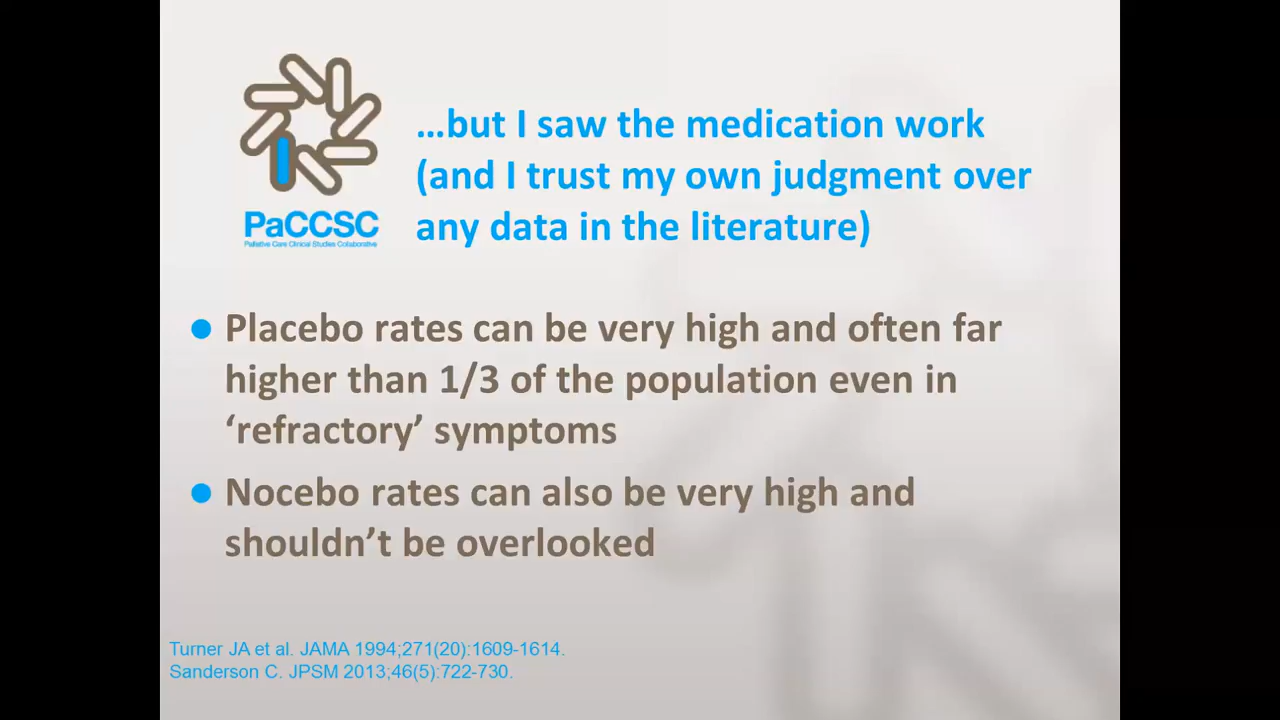 …but I saw the medication work
(and I trust my own judgment over
any data in the literature)
PaCCSC
Palliative Care Clinical Studies Collaborative
● Placebo rates can be very high and often far
higher than 1/3 of the population even in
‘refractory’ symptoms
● Nocebo rates can also be very high and
shouldn’t be overlooked
Turner JA et al. JAMA 1994;271(20):1609-1614.
Sanderson C. JPSM 2013;46(5):722-730.